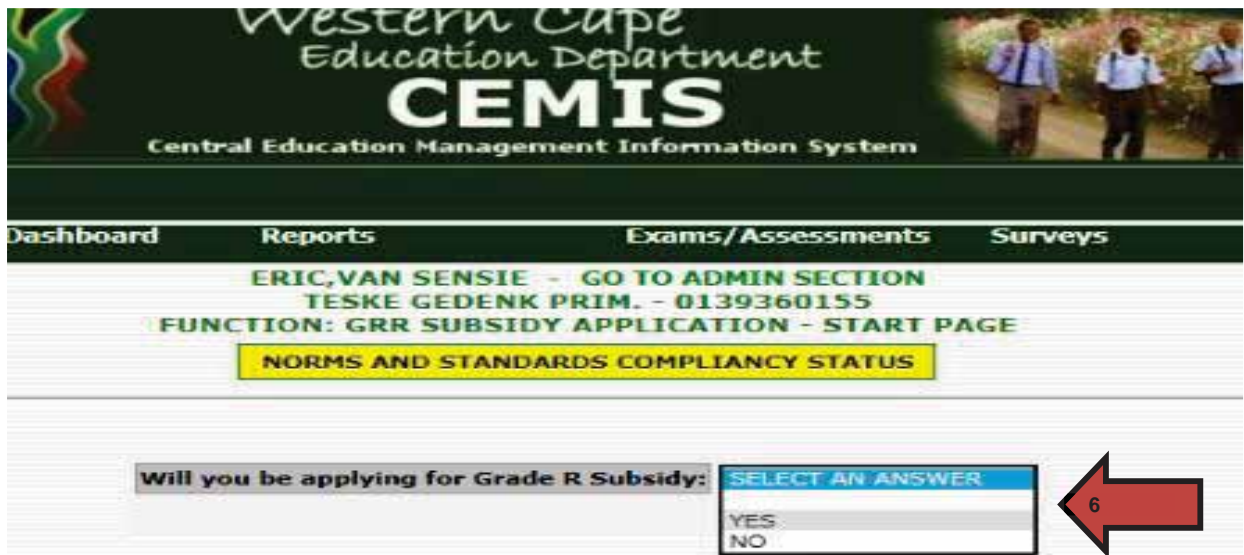 Western Cape
Education Department
CEMIS
Central Education Management Information System
Dashboard Reports Exams/Assessments Surveys
ERIC,VAN SENSIE - GO TO ADMIN SECTION
TESKE GEDENK PRIM. - 0139360155
FUNCTION: GRR SUBSIDY APPLICATION - START PAGE
NORMS AND STANDARDS COMPLIANCY STATUS
Will you be applying for Grade R Subsidy: SELECT AN ANSWER
6
YES
NO